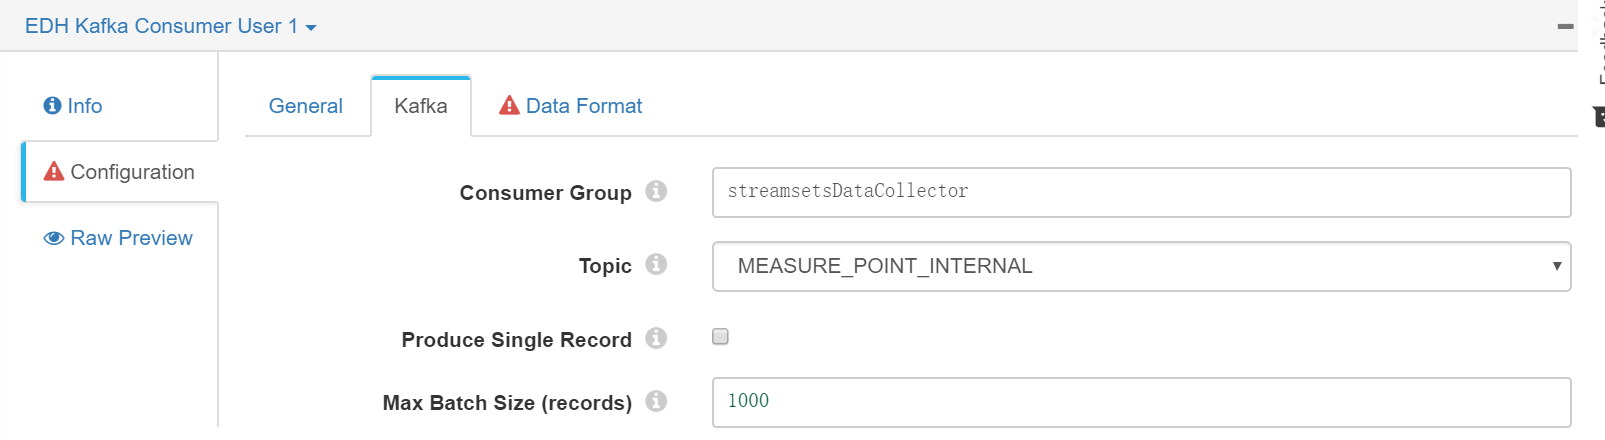 EDH Kafka Consumer User 1
Info
General
Kafka
Data Format
Configuration
Consumer Group
streamsetsDataCollector
Raw Preview
Topic
MEASURE_POINT_INTERNAL
Produce Single Record
Max Batch Size (records)
1000